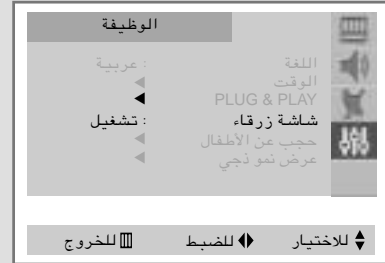 الوظيفة
اللغة : عربية
الوقت ◀
PLUG & PLAY ◀
شاشة زرقاء : تشغيل
حجب عن الأطفال ◀
عرض نموذجي ◀
للاختيار للضبط للخروج